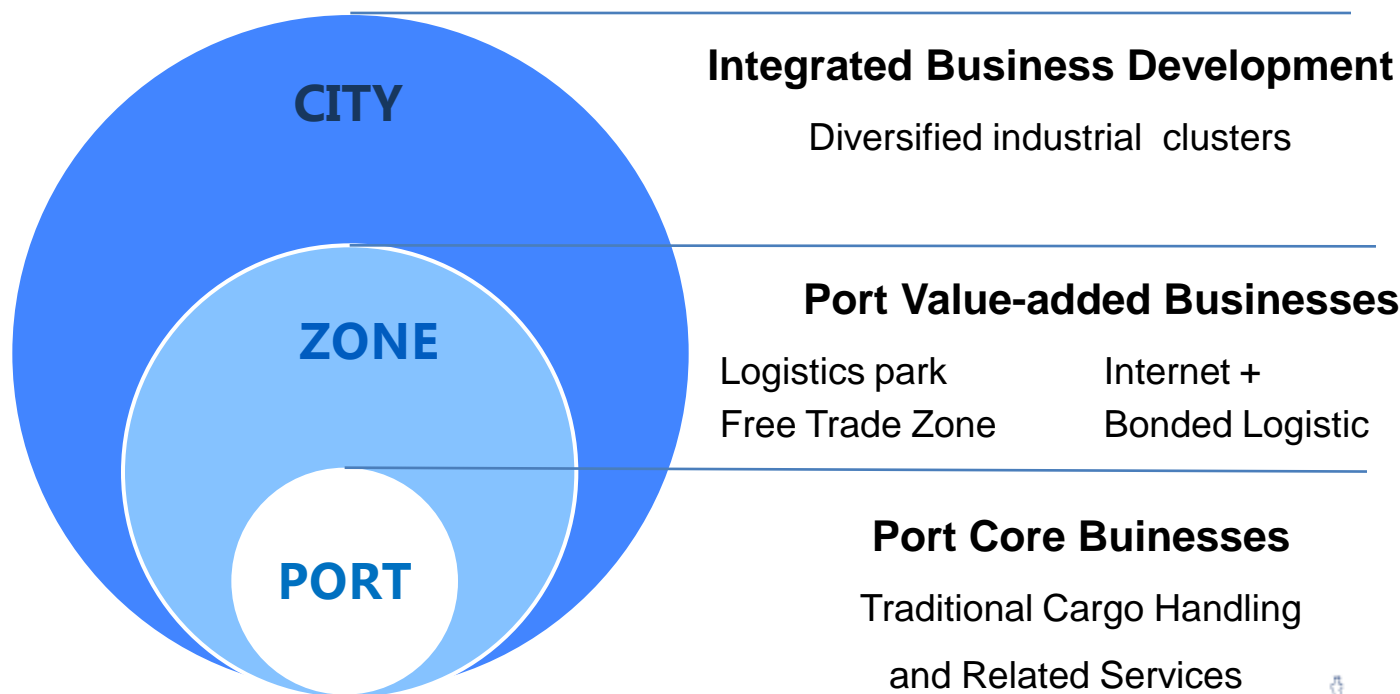 CITY
Integrated Business Development
Diversified industrial clusters
ZONE
Port Value-added Businesses
Logistics park
Internet +
Free Trade Zone
Bonded Logistic
PORT
Port Core Buinesses
Traditional Cargo Handling
and Related Services